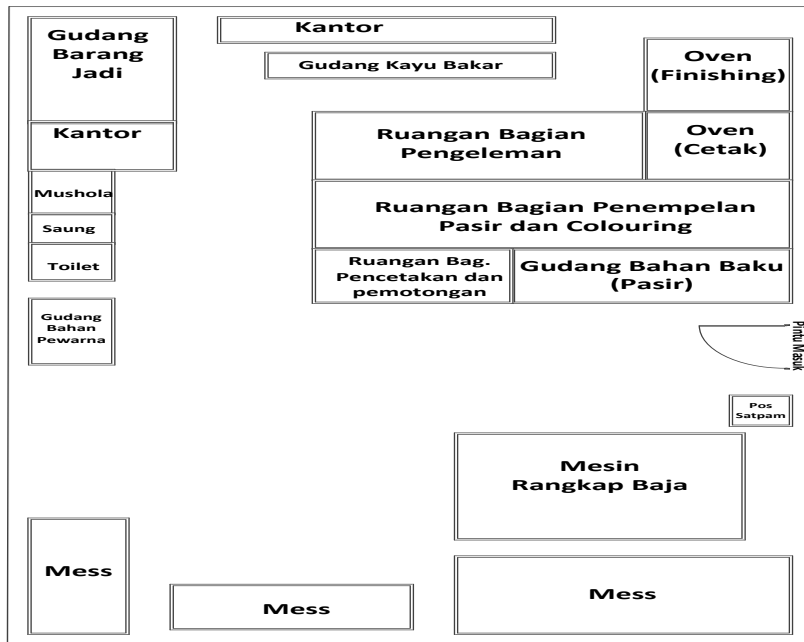 Gudang
Barang
Jadi
Kantor
Gudang Kayu Bakar
Oven
(Finishing)
Kantor
Ruangan Bagian
Pengeleman
Oven
(Cetak)
Mushola
Saung
Toilet
Ruangan Bagian Penempelan
Pasir dan Colouring
Ruangan Bag.
Pencetakan dan
pemotongan
Gudang Bahan Baku
(Pasir)
Gudang
Bahan
Pewarna
Pintu Masuk
Pos
Satpam
Mesin
Rangkap Baja
Mess
Mess
Mess